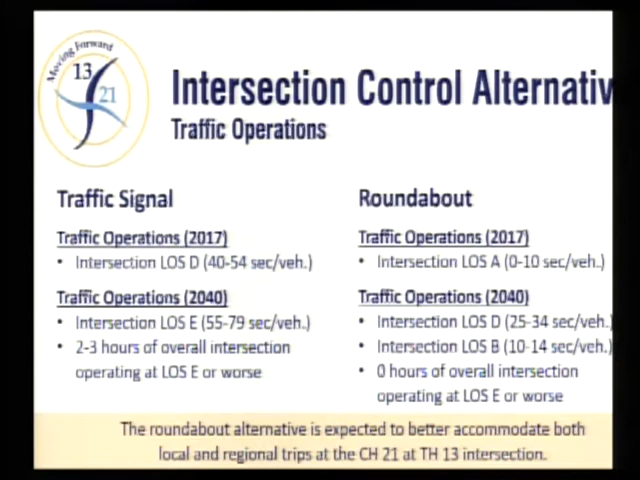 Moving Forward
13
21
Intersection Control Alternativ
Traffic Operations
Traffic Signal
Traffic Operations (2017)
• Intersection LOS D (40-54 sec/veh.)
Traffic Operations (2040)
• Intersection LOS E (55-79 sec/veh.)
• 2-3 hours of overall intersection
operating at LOS E or worse
Roundabout
Traffic Operations (2017)
• Intersection LOS A (0-10 sec/veh.)
Traffic Operations (2040)
• Intersection LOS D (25-34 sec/veh.)
• Intersection LOS B (10-14 sec/veh.)
• 0 hours of overall intersection
operating at LOS E or worse
The roundabout alternative is expected to better accommodate both
local and regional trips at the CH 21 at TH 13 intersection.